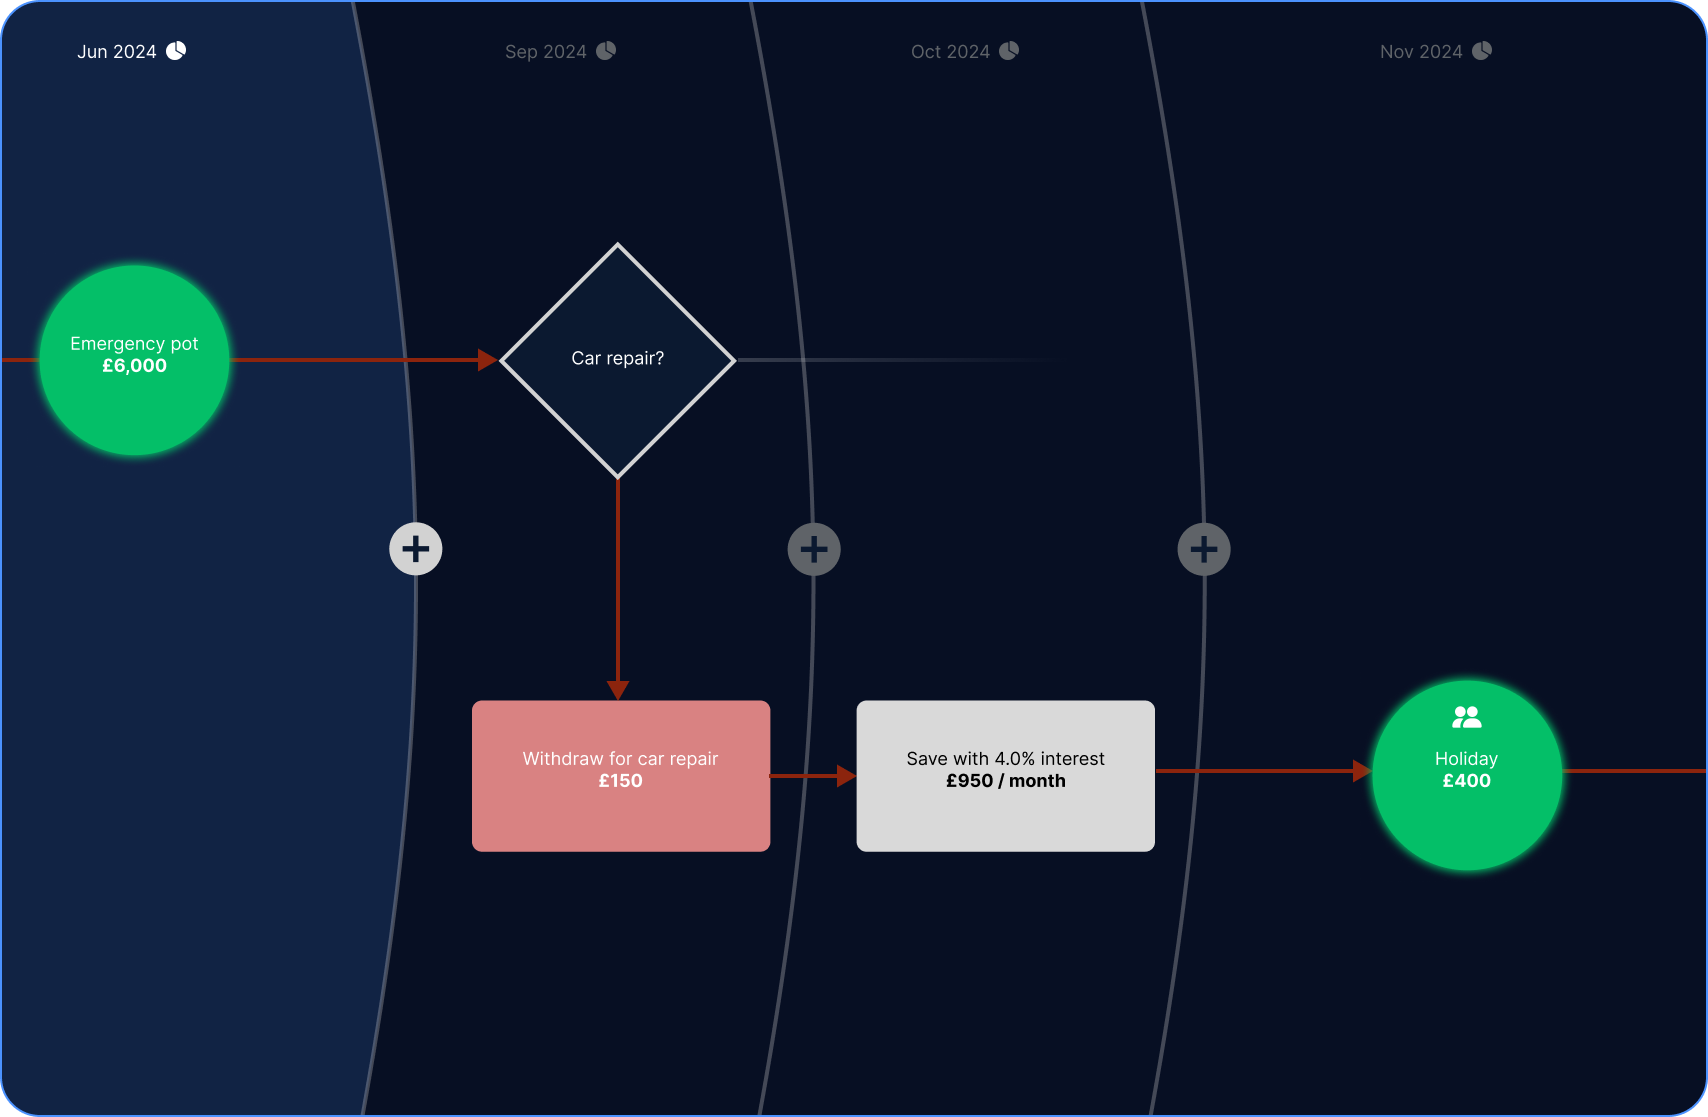 Jun 2024
Sep 2024
Oct 2024
Nov 2024
Emergency pot
£6,000
Car repair?
Withdraw for car repair
£150
Save with 4.0% interest
£950 / month
Holiday
£400